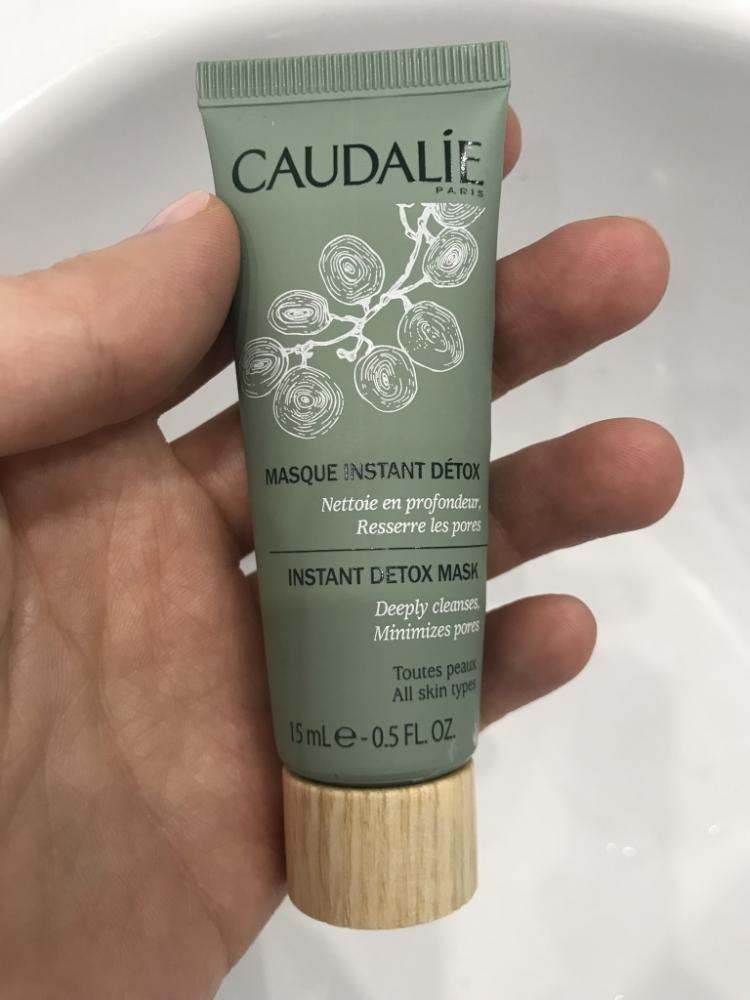 CAUDALÍE
PARIS
MASQUE INSTANT DÉTOX
Nettoie en profondeur,
Resserre les pores
INSTANT DETOX MASK
Deeply cleanses,
Minimizes pores
Toutes peaux
All skin types
15 mL e - 0.5 FL. OZ.